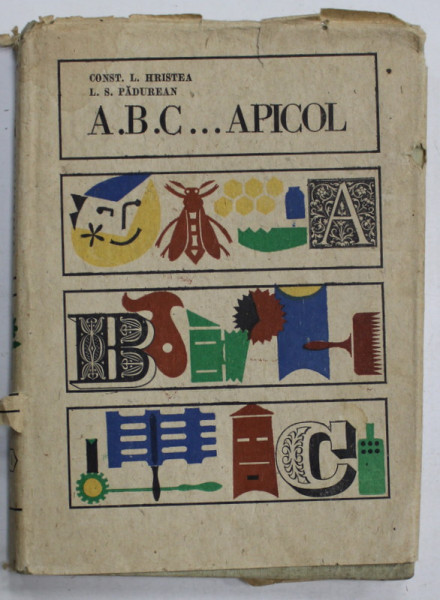 CONST. L. HRISTEA
L. S. PĂDUREAN
A.B.C... APICOL
A
B
C